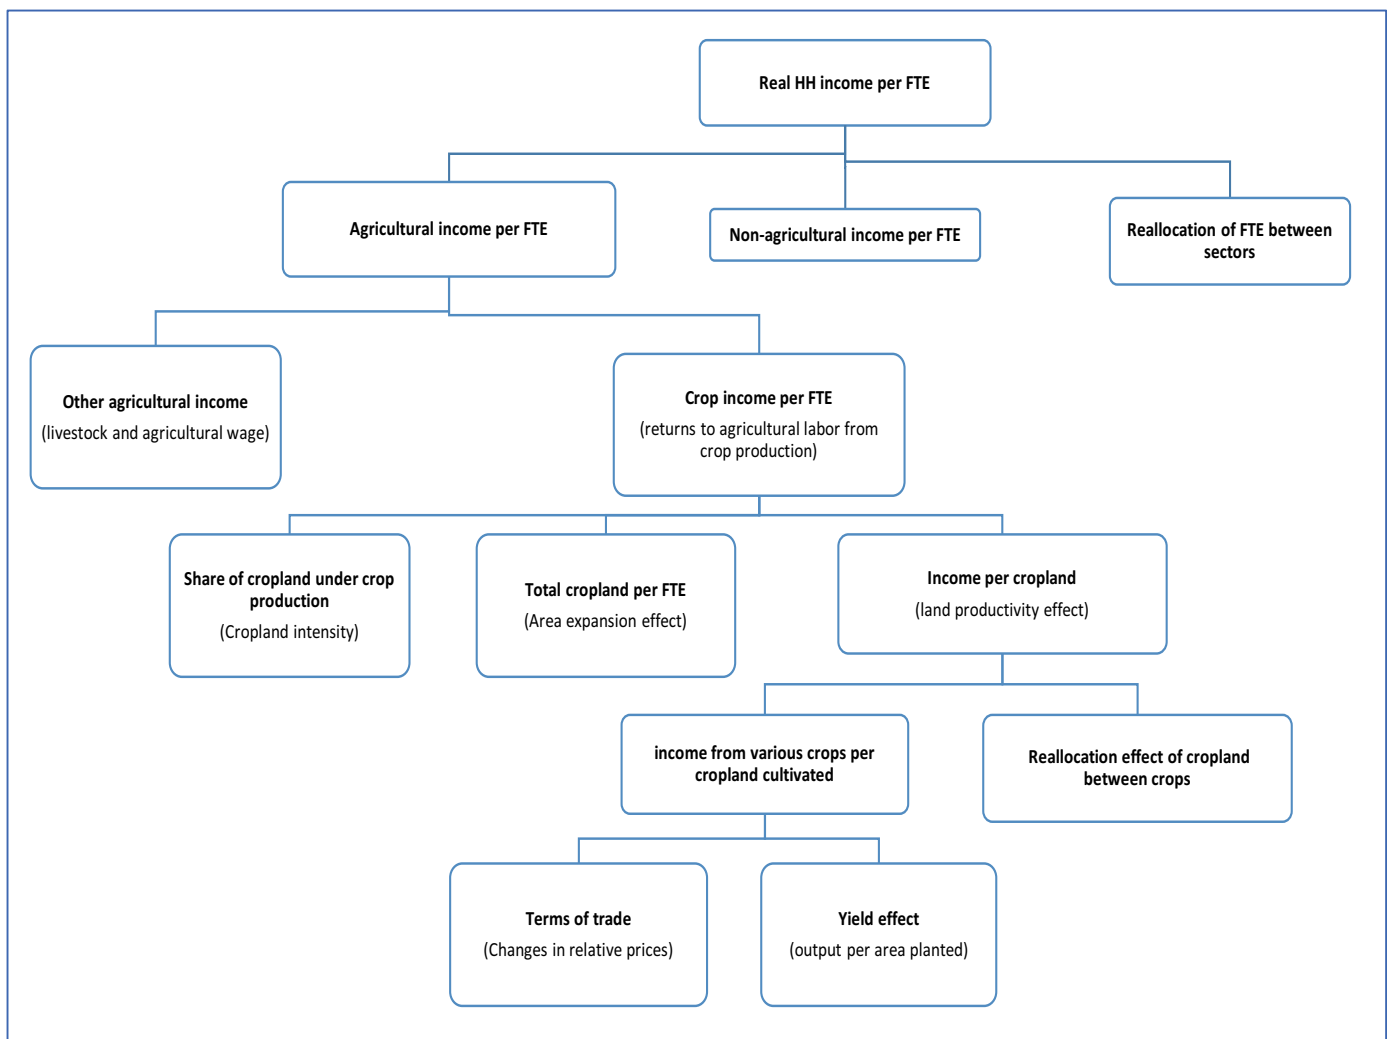 Real HH income per FTE
Agricultural income per FTE
Non-agricultural income per FTE
Reallocation of FTE between
sectors
Other agricultural income
(livestock and agricultural wage)
Crop income per FTE
(returns to agricultural labor from
crop production)
Share of cropland under crop
production
(Cropland intensity)
Total cropland per FTE
(Area expansion effect)
Income per cropland
(land productivity effect)
income from various crops per
cropland cultivated
Reallocation effect of cropland
between crops
Terms of trade
(Changes in relative prices)
Yield effect
(output per area planted)